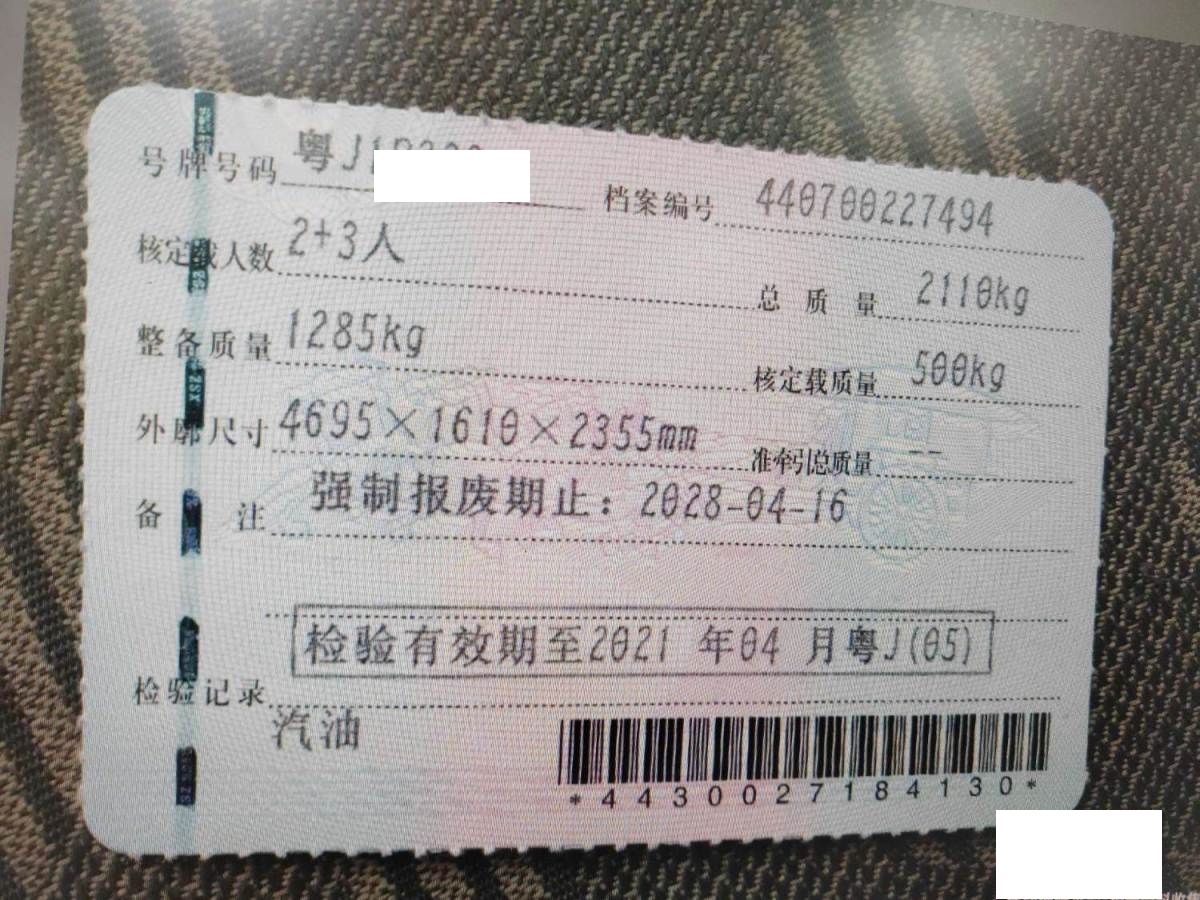 号牌号码 粤J
档案编号 440700227494
核定载人数 2+3人
总质量 2110kg
整备质量 1285kg
核定载质量 500kg
外廓尺寸 4695×1610×2355mm
准牵引总质量 --
备注 强制报废期止：2028-04-16
检验有效期至2021 年04 月粤J(05)
检验记录
汽油
*4430027184130*